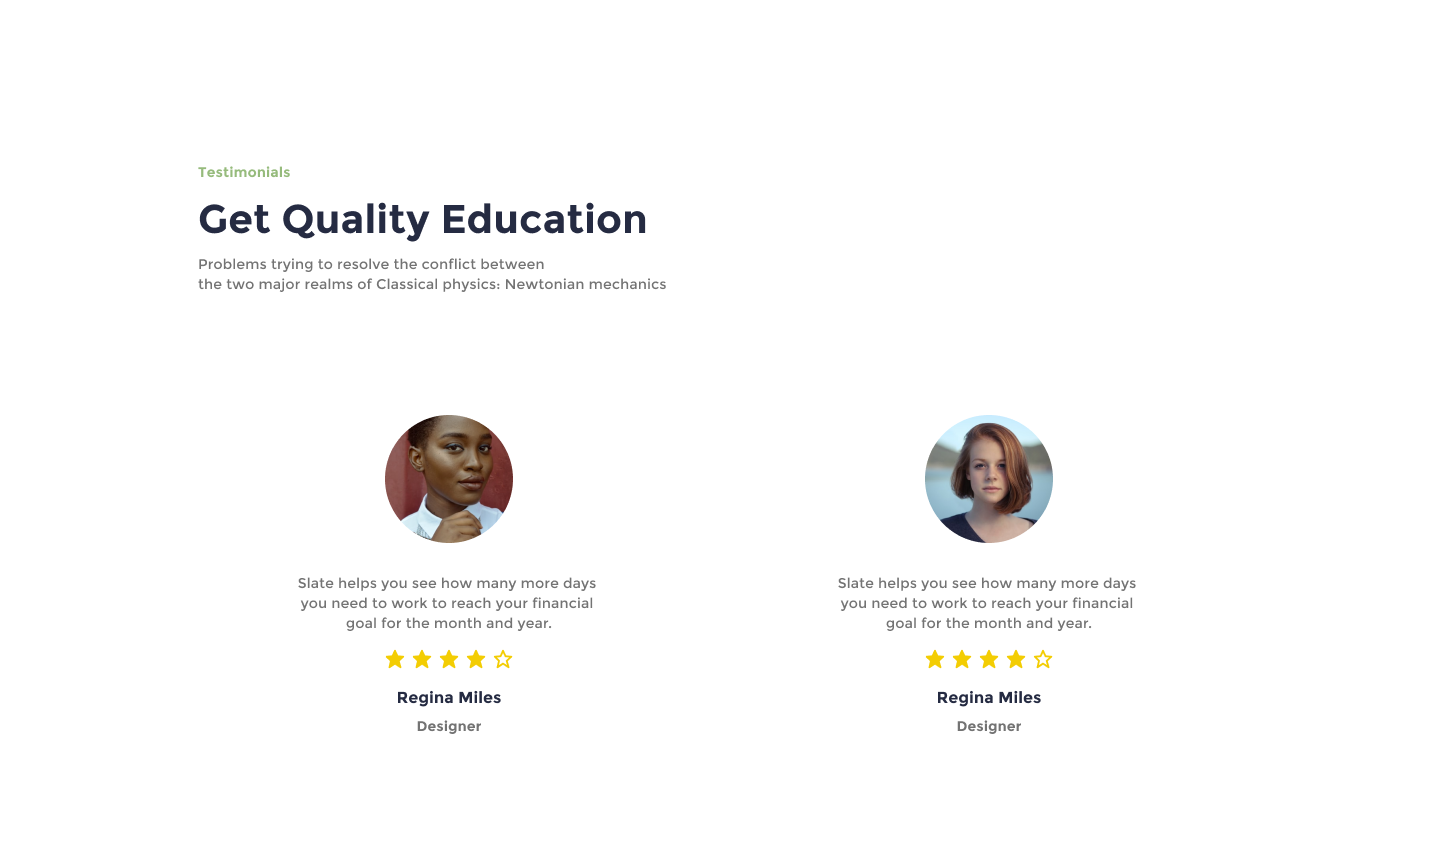 Testimonials
Get Quality Education
Problems trying to resolve the conflict between
the two major realms of Classical physics: Newtonian mechanics
Slate helps you see how many more days
you need to work to reach your financial
goal for the month and year.
Regina Miles
Designer
Slate helps you see how many more days
you need to work to reach your financial
goal for the month and year.
Regina Miles
Designer